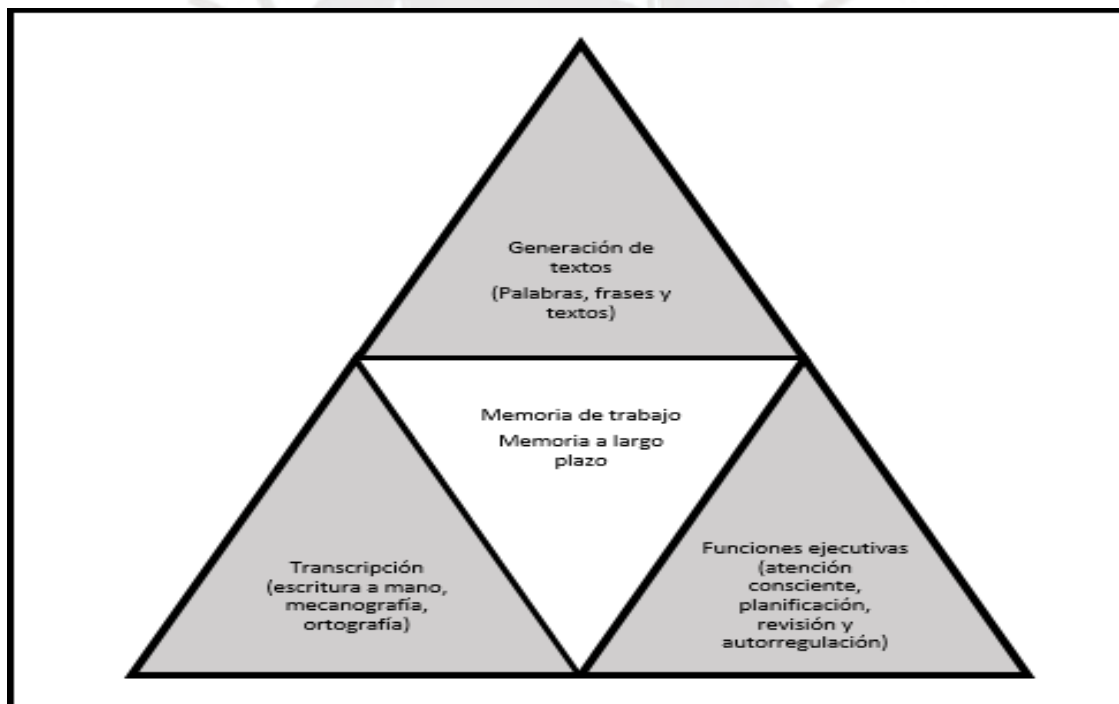 Generación de
textos
(Palabras, frases y
textos)
Memoria de trabajo
Memoria a largo
plazo
Transcripción
(escritura a mano,
mecanografía,
ortografía)
Funciones ejecutivas
(atención
consciente,
planificación,
revisión y
autorregulación)